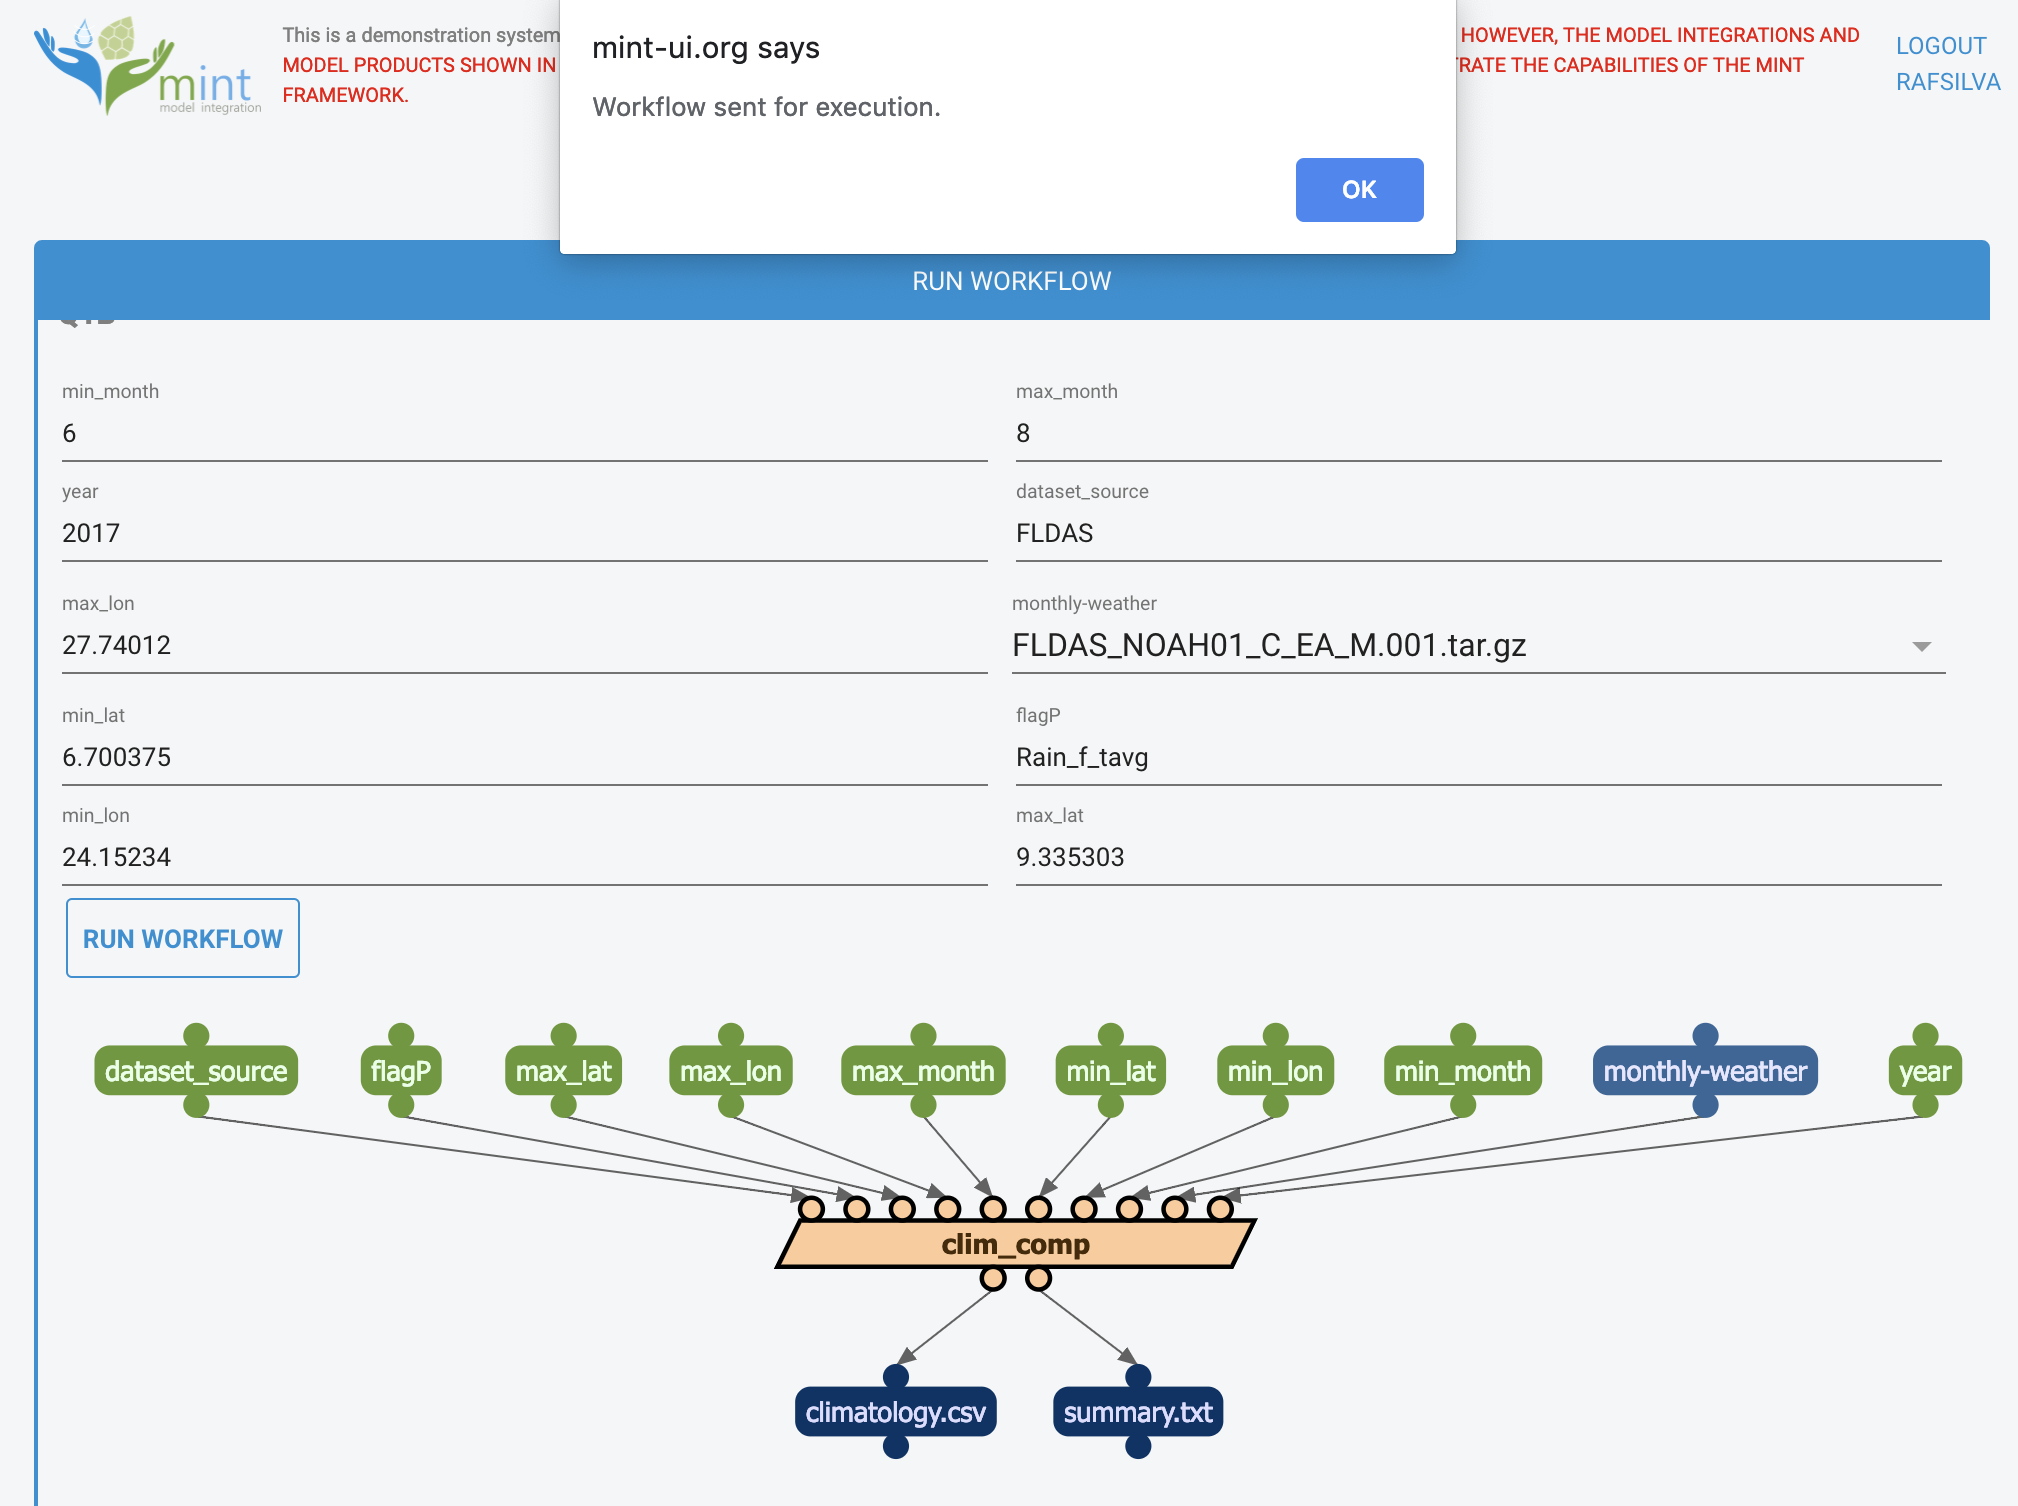 mint
model integration
This is a demonstration system
MODEL PRODUCTS SHOWN IN
FRAMEWORK.
mint-ui.org says
Workflow sent for execution.
OK
HOWEVER, THE MODEL INTEGRATIONS AND
TRATE THE CAPABILITIES OF THE MINT
LOGOUT
RAFSILVA
RUN WORKFLOW
min_month
6
max_month
8
year
2017
dataset_source
FLDAS
max_lon
27.74012
monthly-weather
FLDAS_NOAH01_C_EA_M.001.tar.gz
min_lat
6.700375
flagP
Rain_f_tavg
min_lon
24.15234
max_lat
9.335303
RUN WORKFLOW
dataset_source
flagP
max_lat
max_lon
max_month
min_lat
min_lon
min_month
monthly-weather
year
clim_comp
climatology.csv
summary.txt